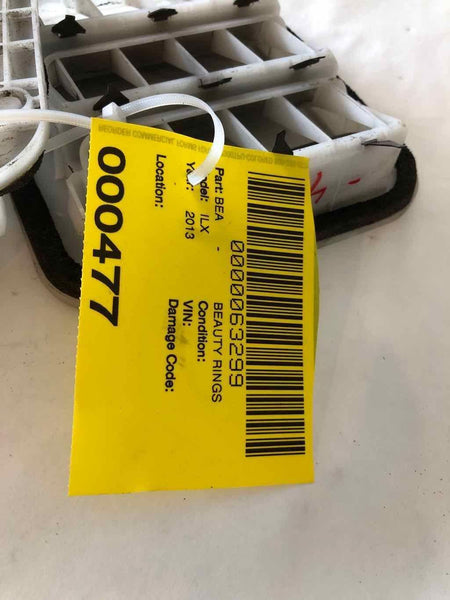 0000063299
Part: BEA - BEAUTY RINGS
Model: ILX Condition:
Year: 2013 VIN:
Location: Damage Code:
000477